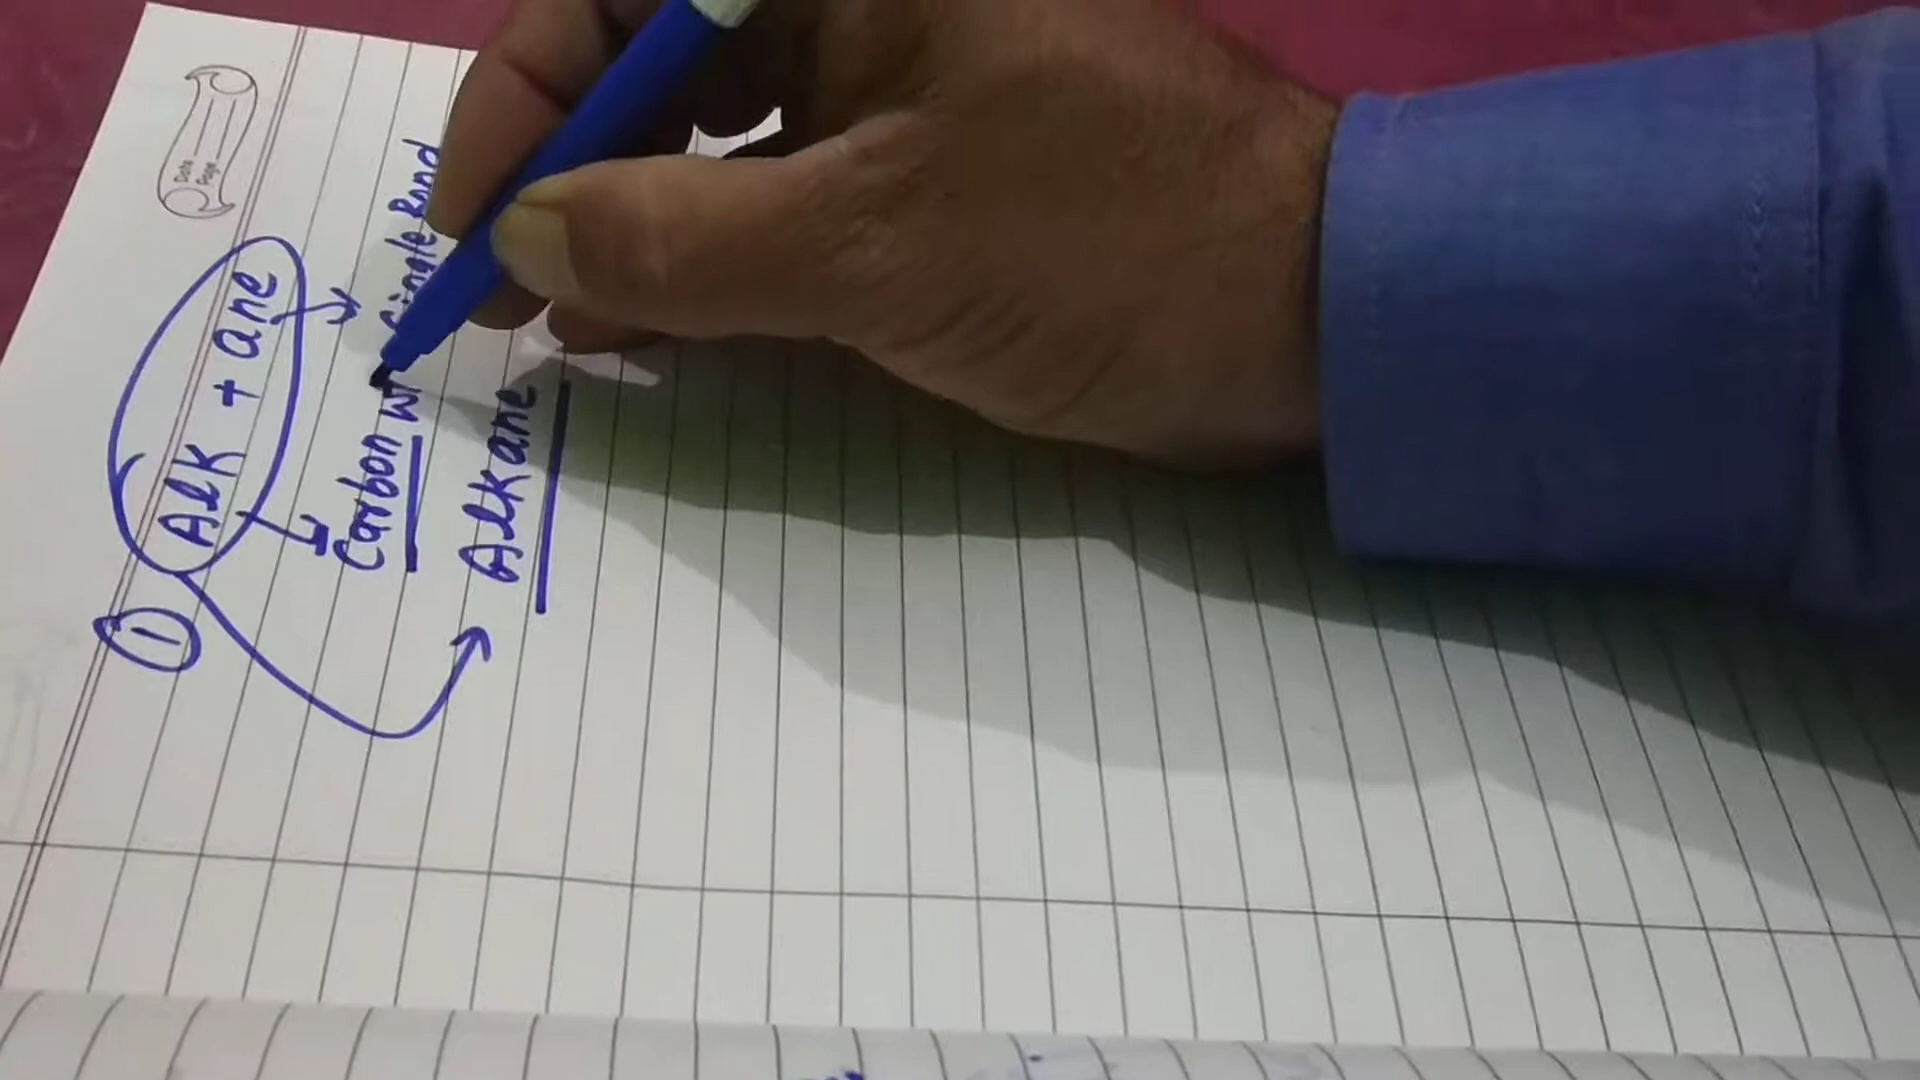 Date
Page
① Alk + ane
Carbon Single Bond
Alkane